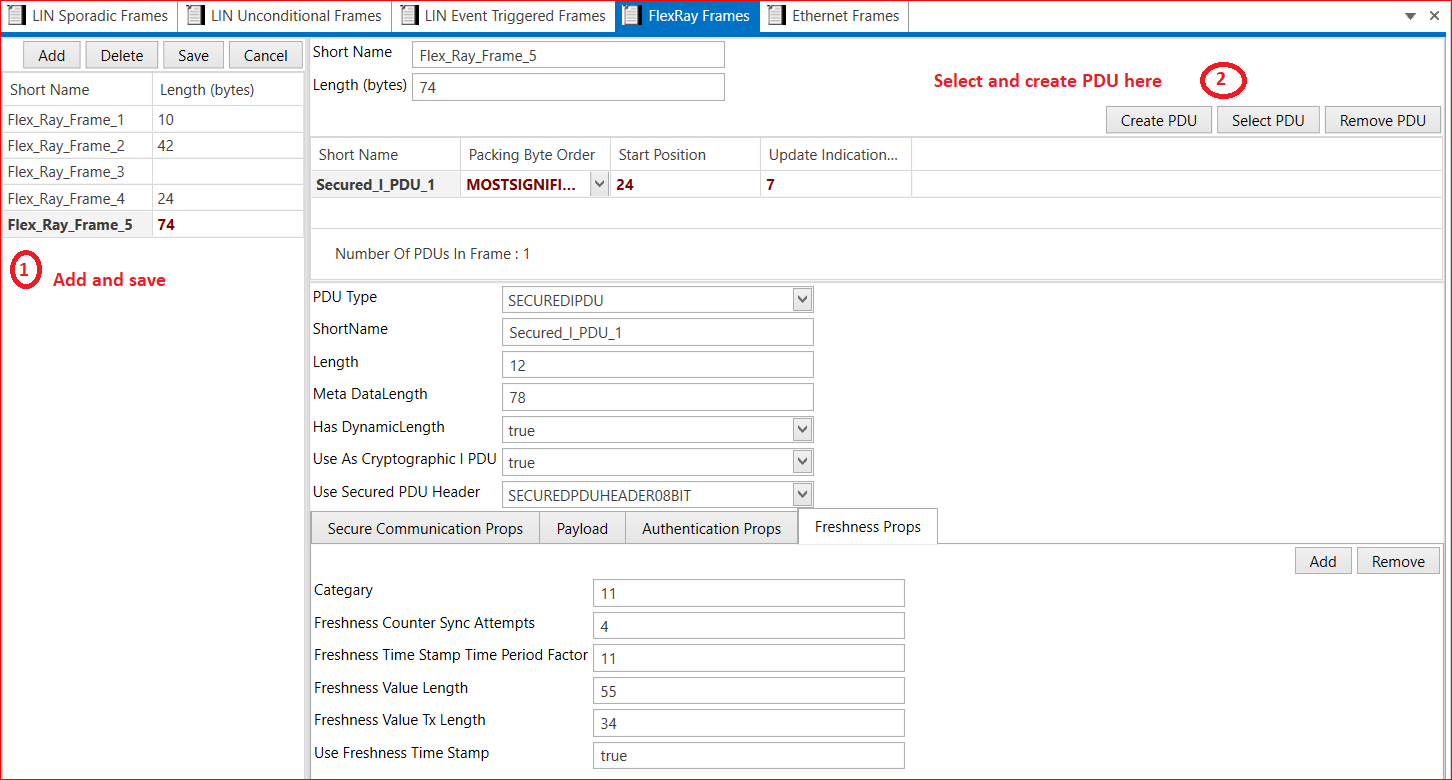 LIN Sporadic Frames LIN Unconditional Frames LIN Event Triggered Frames FlexRay Frames Ethernet Frames
Add Delete Save Cancel
Short Name Length (bytes)
Flex_Ray_Frame_1 10
Flex_Ray_Frame_2 42
Flex_Ray_Frame_3
Flex_Ray_Frame_4 24
Flex_Ray_Frame_5 74
1 Add and save
Short Name Flex_Ray_Frame_5
Length (bytes) 74
Select and create PDU here 2
Create PDU Select PDU Remove PDU
Short Name Packing Byte Order Start Position Update Indication...
Secured_I_PDU_1 MOSTSIGNIFI... 24 7
Number Of PDUs In Frame : 1
PDU Type SECUREDIPDU
ShortName Secured_I_PDU_1
Length 12
Meta DataLength 78
Has DynamicLength true
Use As Cryptographic I PDU true
Use Secured PDU Header SECUREDPDUHEADER08BIT
Secure Communication Props Payload Authentication Props Freshness Props
Add Remove
Categary 11
Freshness Counter Sync Attempts 4
Freshness Time Stamp Time Period Factor 11
Freshness Value Length 55
Freshness Value Tx Length 34
Use Freshness Time Stamp true